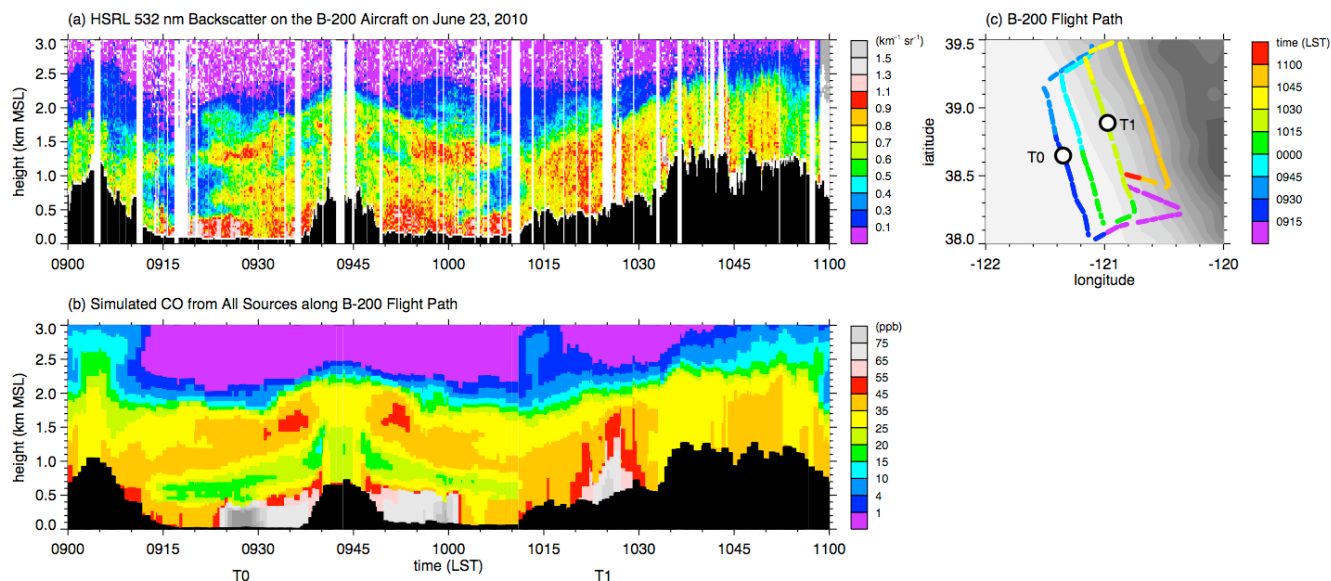 (a) HSRL 532 nm Backscatter on the B-200 Aircraft on June 23, 2010
(c) B-200 Flight Path
height (km MSL)
3.0
2.5
2.0
1.5
1.0
0.5
0.0
0900 0915 0930 0945 1000 1015 1030 1045 1100
(km⁻¹ sr⁻¹)
1.5
1.3
1.1
0.9
0.8
0.7
0.6
0.5
0.4
0.3
0.1
latitude
39.5
39.0
38.5
38.0
T1
T0
-122 -121 -120
longitude
time (LST)
1100
1045
1030
1015
0000
0945
0930
0915
(b) Simulated CO from All Sources along B-200 Flight Path
height (km MSL)
3.0
2.5
2.0
1.5
1.0
0.5
0.0
0900 0915 0930 0945 1000 1015 1030 1045 1100
time (LST)
T0 T1
(ppb)
75
65
55
45
35
25
20
15
10
4
1